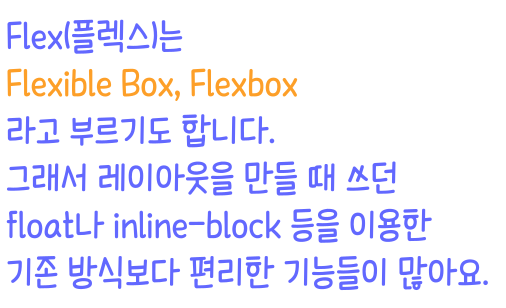 Flex(플렉스)는
Flexible Box, Flexbox
라고 부르기도 합니다.
그래서 레이아웃을 만들 때 쓰던
float나 inline-block 등을 이용한
기존 방식보다 편리한 기능들이 많아요.